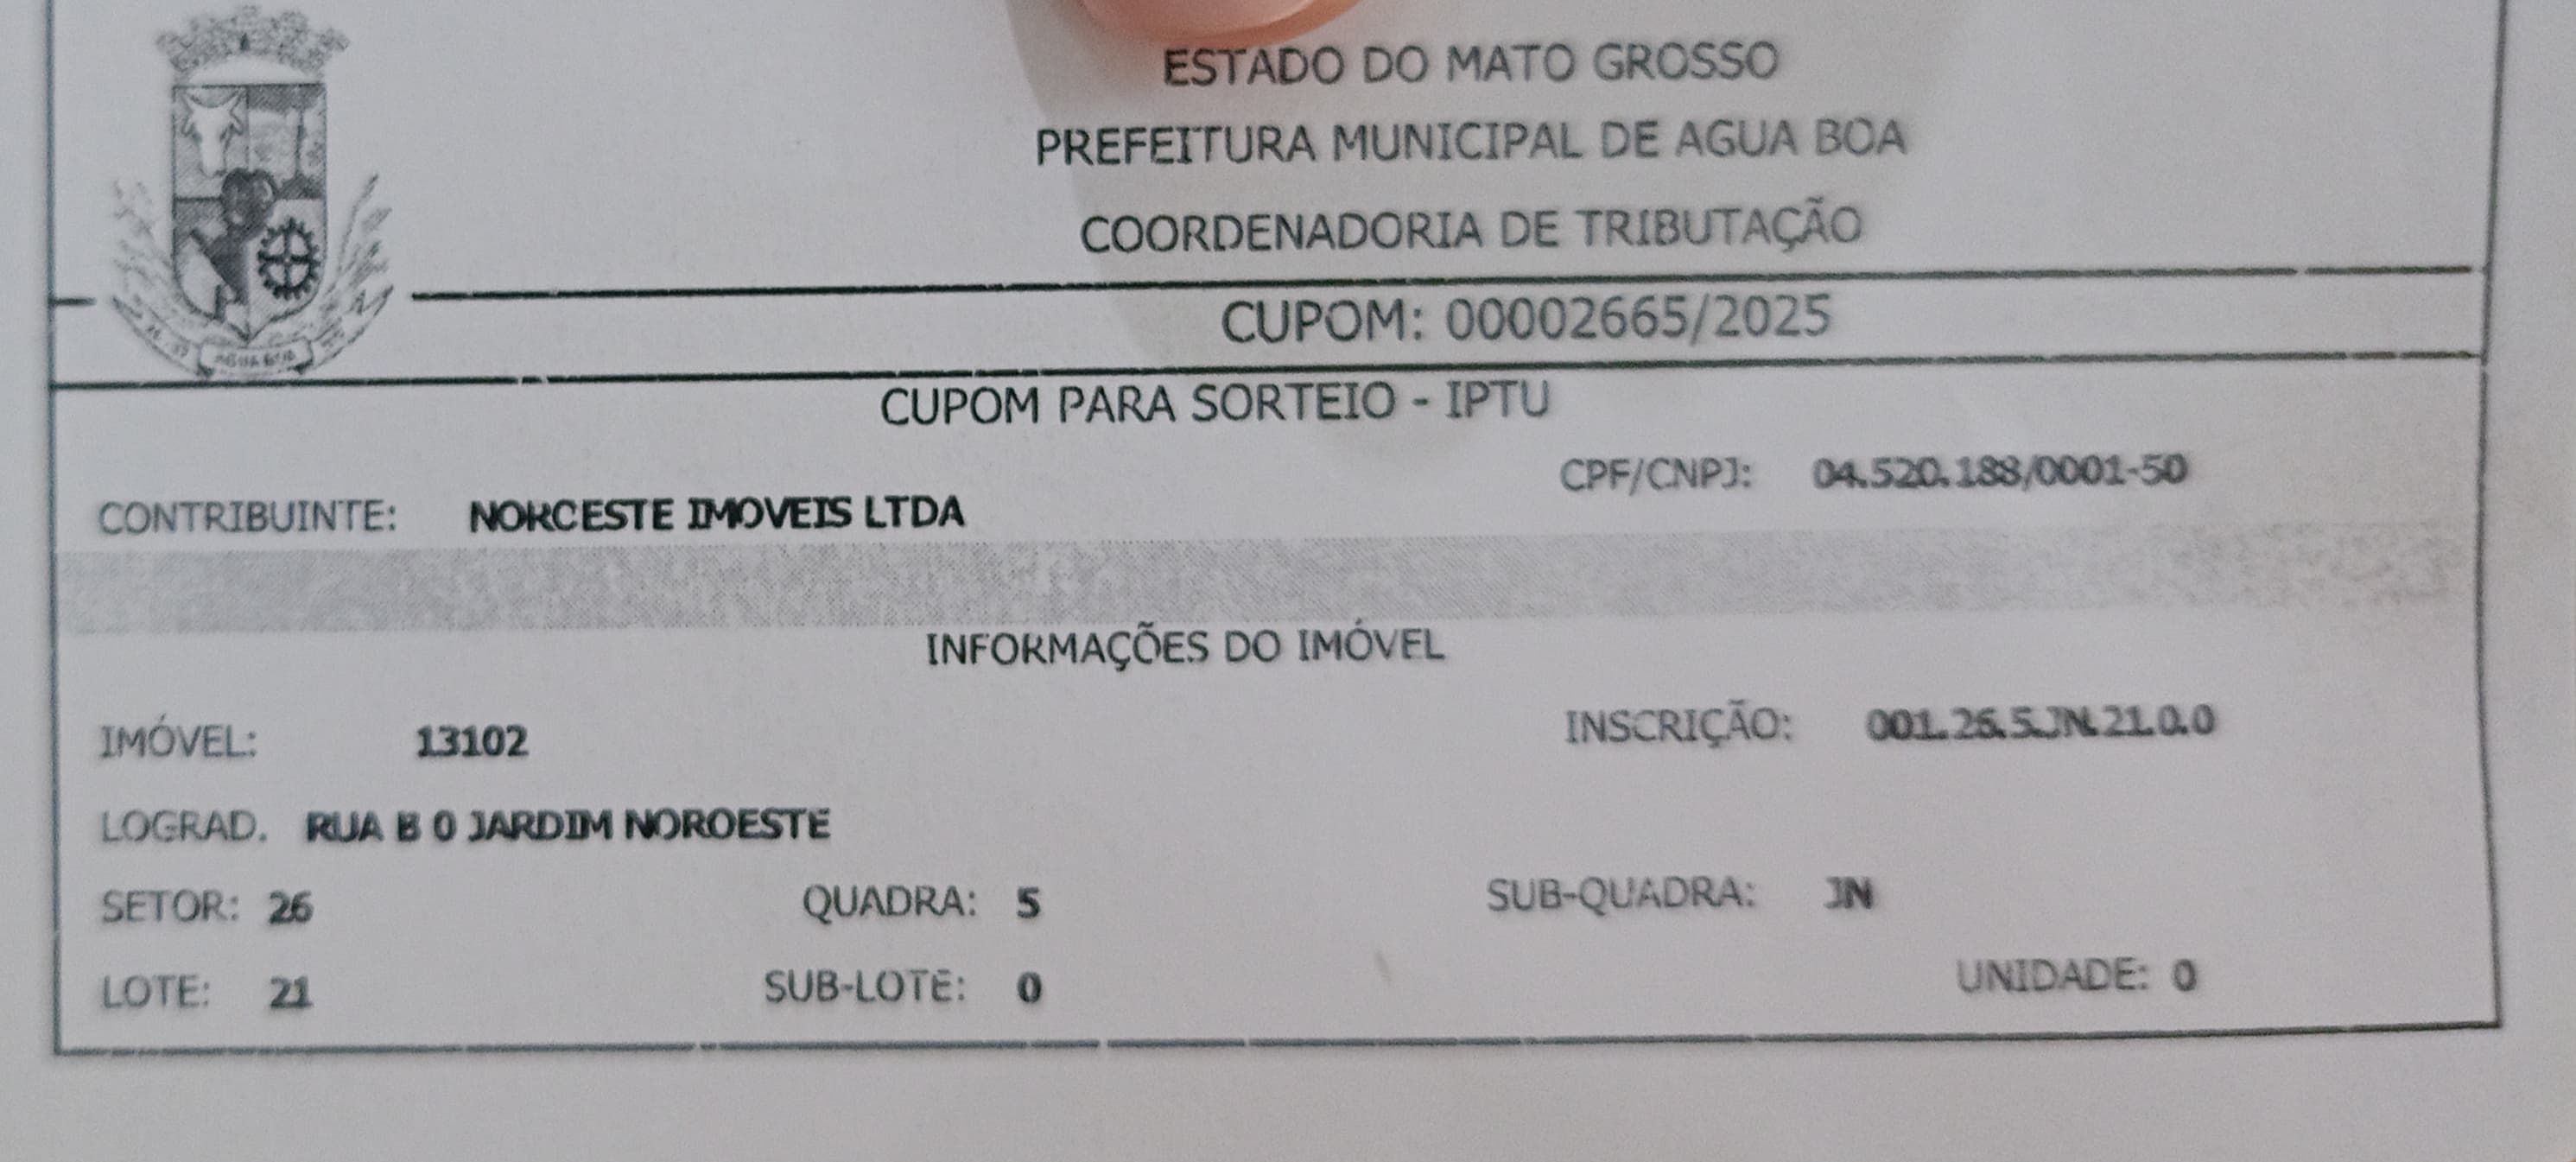 ESTADO DO MATO GROSSO
PREFEITURA MUNICIPAL DE AGUA BOA
COORDENADORIA DE TRIBUTAÇÃO
AGUA BOA
CUPOM: 00002665/2025
CUPOM PARA SORTEIO - IPTU
CPF/CNPJ: 04.520.188/0001-50
CONTRIBUINTE: NOROESTE IMOVEIS LTDA
INFORMAÇÕES DO IMÓVEL
IMÓVEL: 13102 INSCRIÇÃO: 001.26.5.JN.21.0.0
LOGRAD. RUA B 0 JARDIM NOROESTE
SETOR: 26 QUADRA: 5 SUB-QUADRA: JN
LOTE: 21 SUB-LOTE: 0 UNIDADE: 0